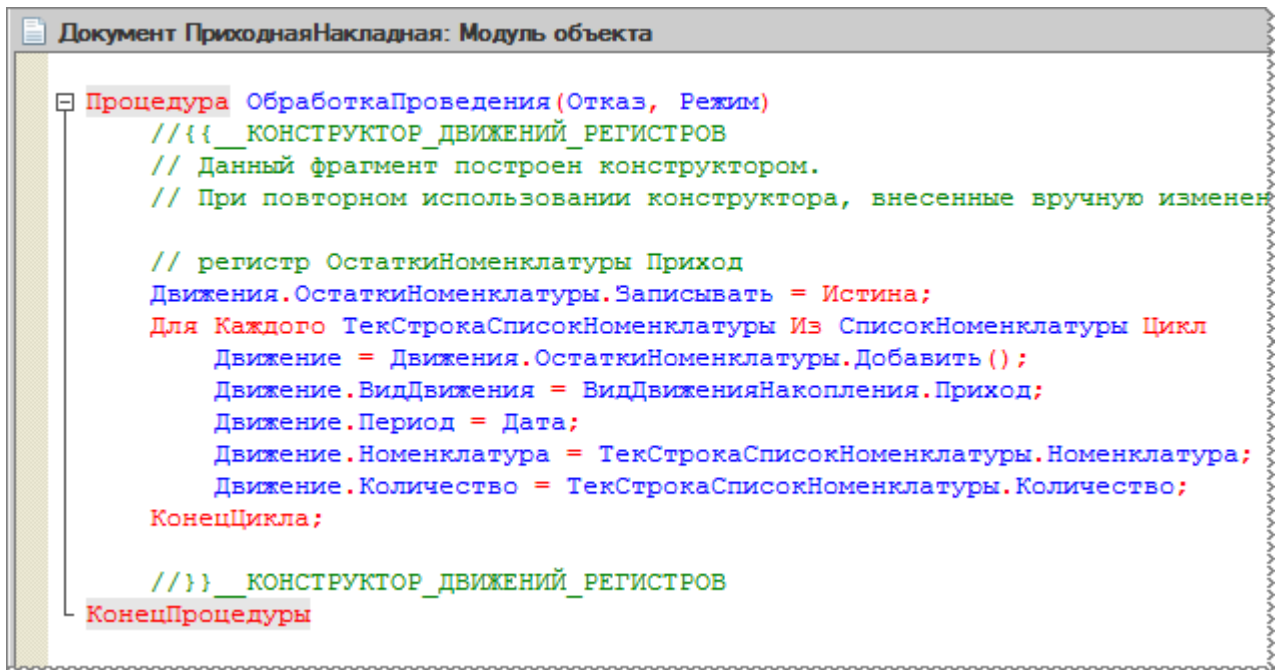 Документ ПриходнаяНакладная: Модуль объекта
Процедура ОбработкаПроведения(Отказ, Режим)
//{{__КОНСТРУКТОР_ДВИЖЕНИЙ_РЕГИСТРОВ
// Данный фрагмент построен конструктором.
// При повторном использовании конструктора, внесенные вручную изменен
// регистр ОстаткиНоменклатуры Приход
Движения.ОстаткиНоменклатуры.Записывать = Истина;
Для Каждого ТекСтрокаСписокНоменклатуры Из СписокНоменклатуры Цикл
Движение = Движения.ОстаткиНоменклатуры.Добавить();
Движение.ВидДвижения = ВидДвиженияНакопления.Приход;
Движение.Период = Дата;
Движение.Номенклатура = ТекСтрокаСписокНоменклатуры.Номенклатура;
Движение.Количество = ТекСтрокаСписокНоменклатуры.Количество;
КонецЦикла;
//}}__КОНСТРУКТОР_ДВИЖЕНИЙ_РЕГИСТРОВ
КонецПроцедуры